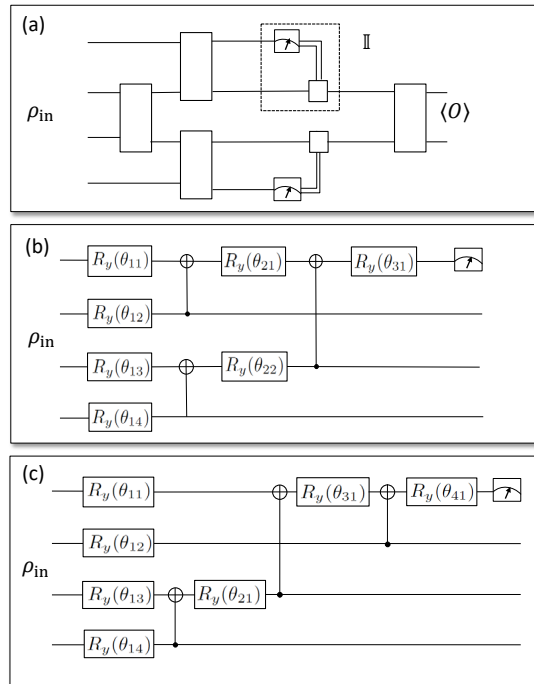 (a)
𝕀
ρin
⟨O⟩
(b)
Ry(θ11) Ry(θ21) Ry(θ31)
Ry(θ12)
ρin
Ry(θ13) Ry(θ22)
Ry(θ14)
(c)
Ry(θ11) Ry(θ31) Ry(θ41)
Ry(θ12)
ρin
Ry(θ13) Ry(θ21)
Ry(θ14)